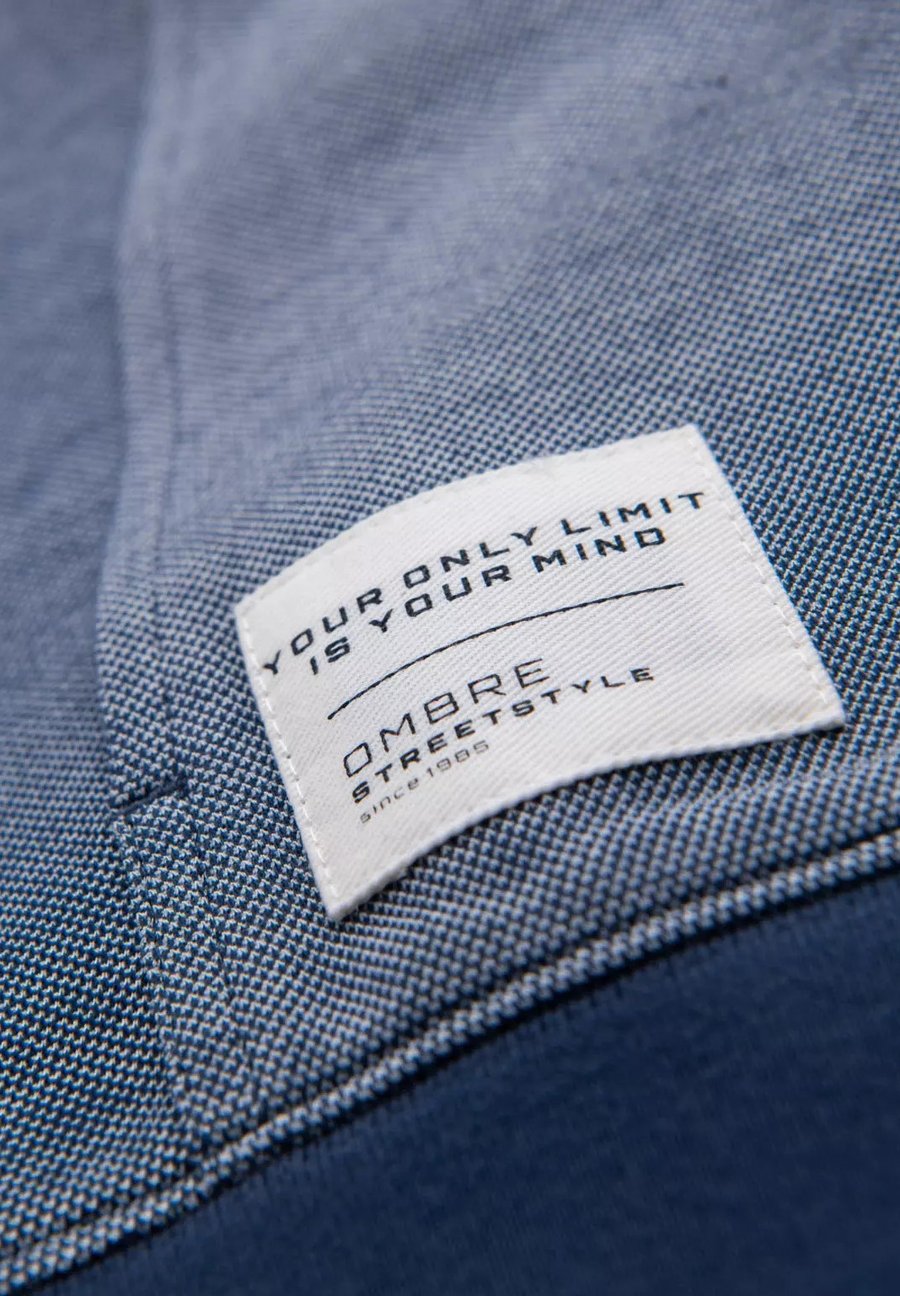 YOUR ONLY LIMIT
IS YOUR MIND
OMBRE
STREETSTYLE
since 1985